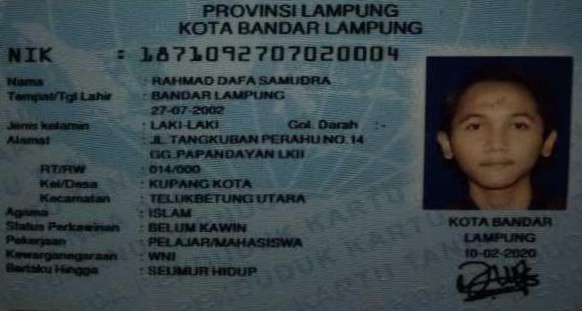 PROVINSI LAMPUNG
KOTA BANDAR LAMPUNG
NIK : 1871092707020004
Nama : RAHMAD DAFA SAMUDRA
Tempat/Tgl Lahir : BANDAR LAMPUNG
27-07-2002
Jenis kelamin : LAKI-LAKI Gol. Darah : -
Alamat : JL.TANGKUBAN PERAHU NO.14
GG.PAPANDAYAN LKII
RT/RW : 014/000
Kel/Desa : KUPANG KOTA
Kecamatan : TELUKBETUNG UTARA
Agama : ISLAM
Status Perkawinan : BELUM KAWIN
Pekerjaan : PELAJAR/MAHASISWA
Kewarganegaraan : WNI
Berlaku Hingga : SEUMUR HIDUP
KOTA BANDAR
LAMPUNG
10-02-2020